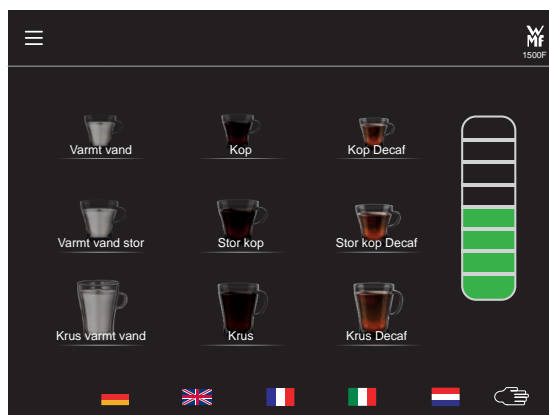 WMF
1500F
Varmt vand
Kop
Kop Decaf
Varmt vand stor
Stor kop
Stor kop Decaf
Krus varmt vand
Krus
Krus Decaf